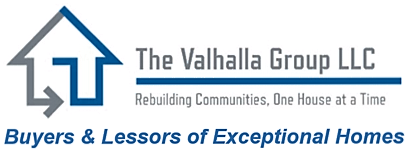 The Valhalla Group LLC
Rebuilding Communities, One House at a Time
Buyers & Lessors of Exceptional Homes